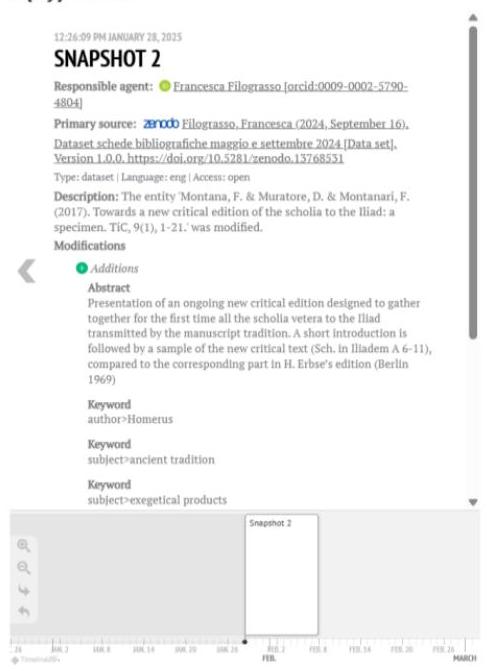 12:26:09 PM JANUARY 28, 2025
SNAPSHOT 2
Responsible agent: Francesca Filograsso [orcid:0009-0002-5790-
4804]
Primary source: zenodo Filograsso, Francesca (2024, September 16).
Dataset schede bibliografiche maggio e settembre 2024 [Data set].
Version 1.0.0. https://doi.org/10.5281/zenodo.13768531
Type: dataset | Language: eng | Access: open
Description: The entity 'Montana, F. & Muratore, D. & Montanari, F.
(2017). Towards a new critical edition of the scholia to the Iliad: a
specimen. TiC, 9(1), 1-21.' was modified.
Modifications
Additions
Abstract
Presentation of an ongoing new critical edition designed to gather
together for the first time all the scholia vetera to the Iliad
transmitted by the manuscript tradition. A short introduction is
followed by a sample of the new critical text (Sch. in Iliadem A 6-11),
compared to the corresponding part in H. Erbse's edition (Berlin
1969)
Keyword
author>Homerus
Keyword
subject>ancient tradition
Keyword
subject>exegetical products
Snapshot 2
26 JAN. 2 JAN. 8 JAN. 14 JAN. 20 JAN. 26 FEB. 2 FEB. 8 FEB. 14 FEB. 20 FEB. 26
FEB. MARCH
TimelineJS